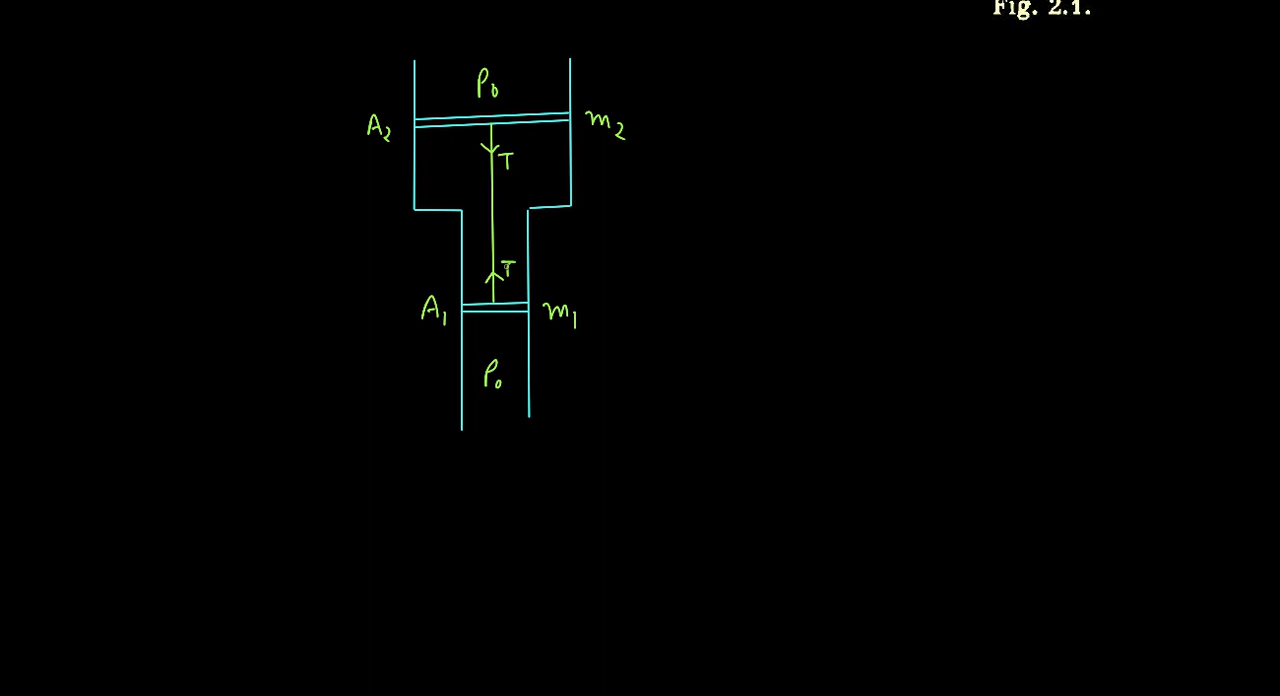 Fig. 2.1.
P₀
A₂ m₂
T
T
A₁ m₁
P₀